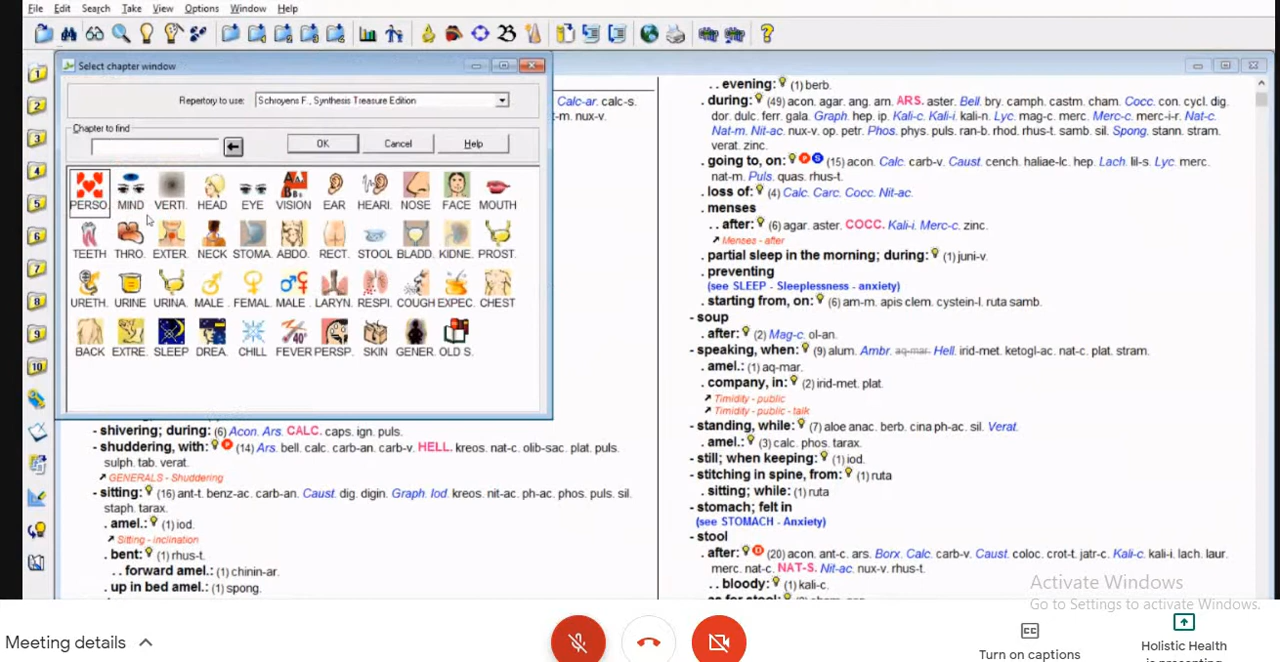 File Edit Search Take View Options Window Help
Select chapter window
Repertory to use: Schroyens F., Synthesis Treasure Edition
Chapter to find
OK Cancel Help
PERSO. MIND VERTI. HEAD EYE VISION EAR HEARI. NOSE FACE MOUTH
TEETH THRO. EXTER. NECK STOMA. ABDO. RECT. STOOL BLADD. KIDNE. PROST.
URETH. URINE URINA. MALE . FEMAL. MALE . LARYN. RESPI. COUGH EXPEC. CHEST
BACK EXTRE. SLEEP DREA. CHILL FEVER PERSP. SKIN GENER. OLD S.
1
2
3
4
5
6
7
8
9
10
Calc-ar. calc-s.
t-m. nux-v.
- shivering; during: (6) Acon. Ars. CALC. caps. ign. puls.
- shuddering, with: (14) Ars. bell. calc. carb-an. carb-v. HELL. kreos. nat-c. olib-sac. plat. puls.
sulph. tab. verat.
GENERALS - Shuddering
- sitting: (16) ant-t. benz-ac. carb-an. Caust. dig. digin. Graph. Iod. kreos. nit-ac. ph-ac. phos. puls. sil.
staph. tarax.
. amel.: (1) iod.
Sitting - inclination
. bent: (1) rhus-t.
. . forward amel.: (1) chinin-ar.
. up in bed amel.: (1) spong.
. . evening: (1) berb.
. during: (49) acon. agar. ang. am. ARS. aster. Bell. bry. camph. castm. cham. Cocc. con. cycl. dig.
dor. dulc. ferr. gala. Graph. hep. ip. Kali-c. Kali-i. kali-n. Lyc. mag-c. merc. Merc-c. merc-i-r. Nat-c.
Nat-m. Nit-ac. nux-v. op. petr. Phos. phys. puls. ran-b. rhod. rhus-t. samb. sil. Spong. stann. stram.
verat. zinc.
. going to, on: (15) acon. Calc. carb-v. Caust. cench. haliae-lc. hep. Lach. lil-s. Lyc. merc.
nat-m. Puls. quas. rhus-t.
. loss of: (4) Calc. Carc. Cocc. Nit-ac.
. menses
. . after: (6) agar. aster. COCC. Kali-i. Merc-c. zinc.
Menses - after
. partial sleep in the morning; during: (1) juni-v.
. preventing
(see SLEEP - Sleeplessness - anxiety)
. starting from, on: (6) am-m. apis clem. cystein-l. ruta samb.
- soup
. after: (2) Mag-c. ol-an.
- speaking, when: (9) alum. Ambr. aq-mar. Hell. irid-met. ketogl-ac. nat-c. plat. stram.
. amel.: (1) aq-mar.
. company, in: (2) irid-met. plat.
Timidity - public
Timidity - public - talk
- standing, while: (7) aloe anac. berb. cina ph-ac. sil. Verat.
. amel.: (3) calc. phos. tarax.
- still; when keeping: (1) iod.
- stitching in spine, from: (1) ruta
. sitting; while: (1) ruta
- stomach; felt in
(see STOMACH - Anxiety)
- stool
. after: (20) acon. ant-c. ars. Borx. Calc. carb-v. Caust. coloc. crot-t. jatr-c. Kali-c. kali-i. lach. laur.
merc. nat-c. NAT-S. Nit-ac. nux-v. rhus-t.
. . bloody: (1) kali-c.
Activate Windows
Go to Settings to activate Windows.
Meeting details
Turn on captions
Holistic Health
is presenting